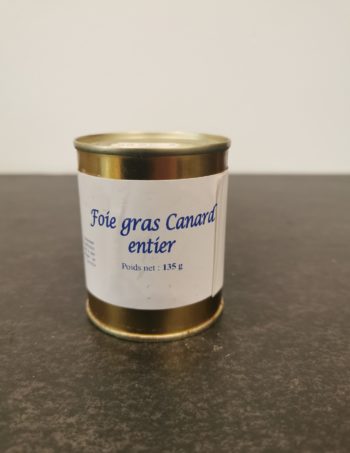 Foie gras Canard
entier
Poids net : 135 g